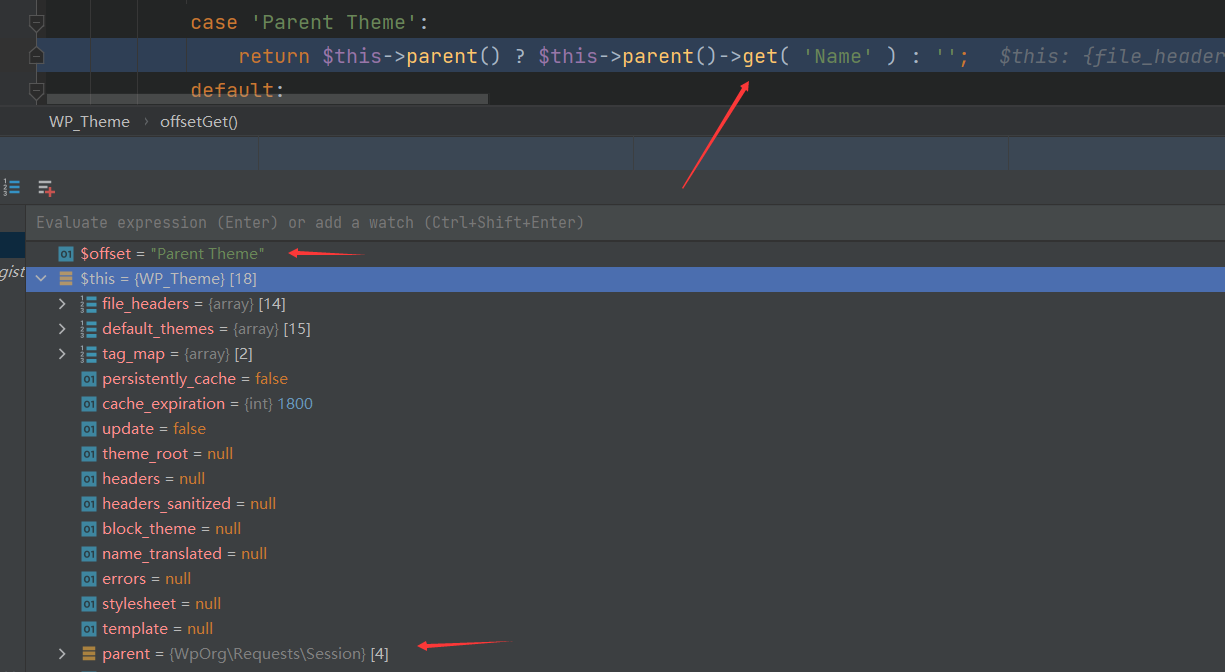 case 'Parent Theme':
return $this->parent() ? $this->parent()->get( 'Name' ) : ''; $this: {file_header
default:
WP_Theme › offsetGet()
Evaluate expression (Enter) or add a watch (Ctrl+Shift+Enter)
$offset = "Parent Theme"
gist
$this = {WP_Theme} [18]
file_headers = {array} [14]
default_themes = {array} [15]
tag_map = {array} [2]
persistently_cache = false
cache_expiration = {int} 1800
update = false
theme_root = null
headers = null
headers_sanitized = null
block_theme = null
name_translated = null
errors = null
stylesheet = null
template = null
parent = {WpOrg\Requests\Session} [4]